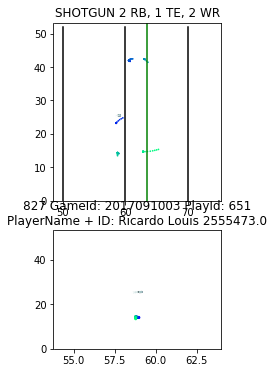 SHOTGUN 2 RB, 1 TE, 2 WR
50
40
30
20
10
0
50 60 70
827 GameId: 2017091003 PlayId: 651
PlayerName + ID: Ricardo Louis 2555473.0
40
20
0
55.0 57.5 60.0 62.5